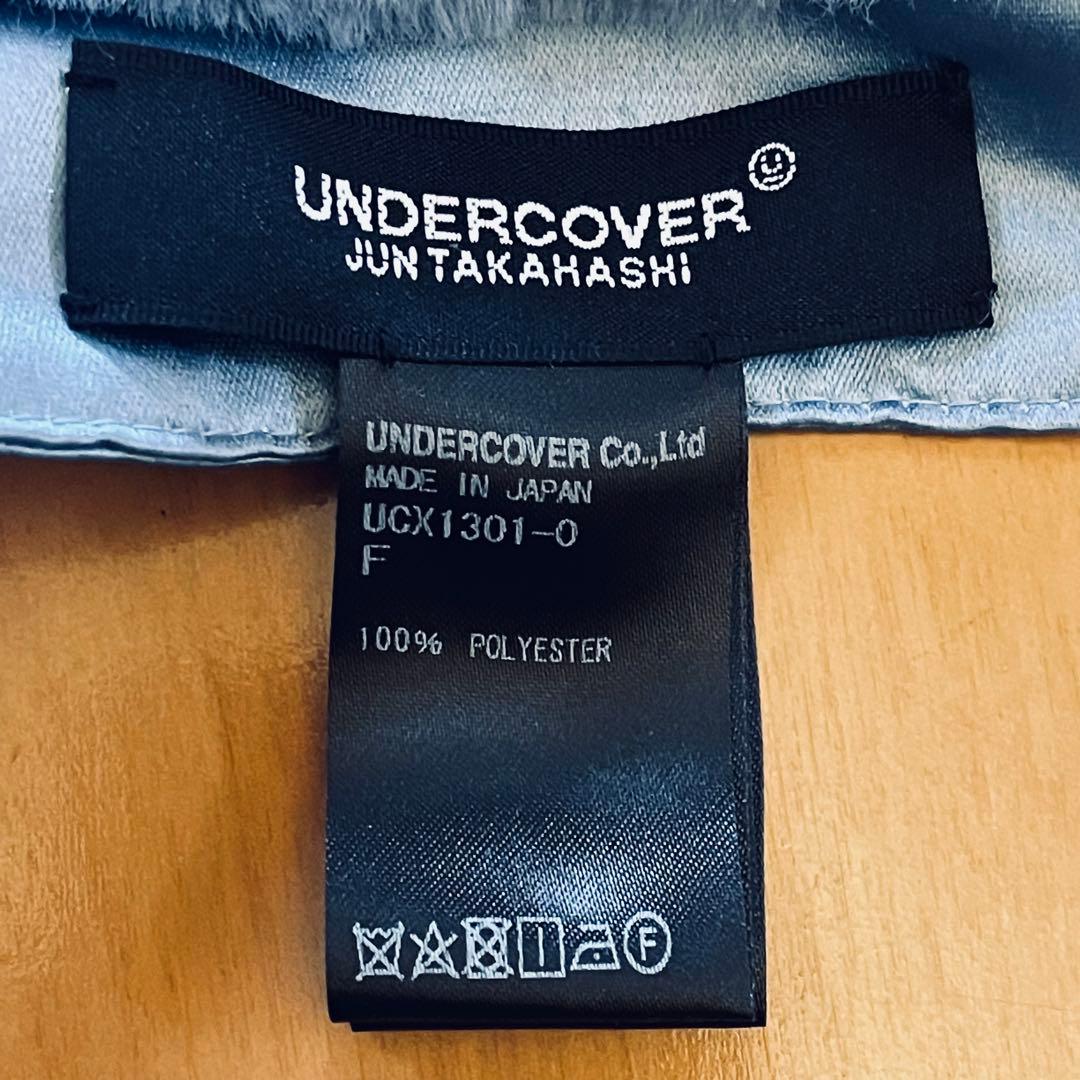 UNDERCOVER
JUN TAKAHASHI
UNDERCOVER Co.,Ltd
MADE IN JAPAN
UCX1301-0
F
100% POLYESTER
F